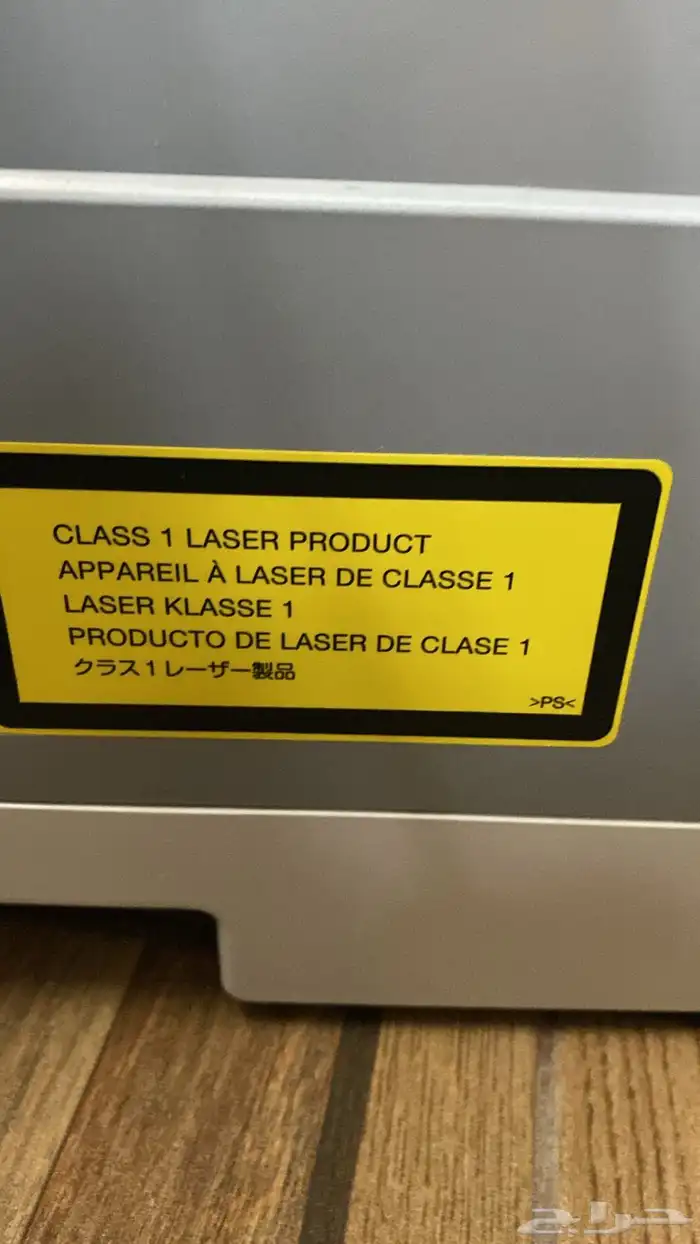 CLASS 1 LASER PRODUCT
APPAREIL À LASER DE CLASSE 1
LASER KLASSE 1
PRODUCTO DE LASER DE CLASE 1
クラス1レーザー製品
>PS<
حراج